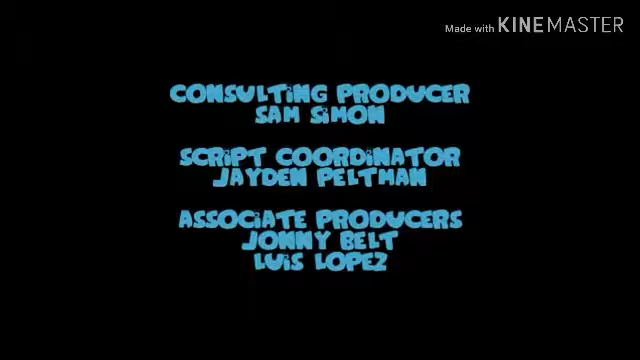 Made with KINEMASTER
CONSULTiNG PRODUCER
SAM SiMON
SCRiPT COORDiNATOR
JAYDEN PELTMAN
ASSOCiATE PRODUCERS
JONNY BELT
LUiS LOPEZ